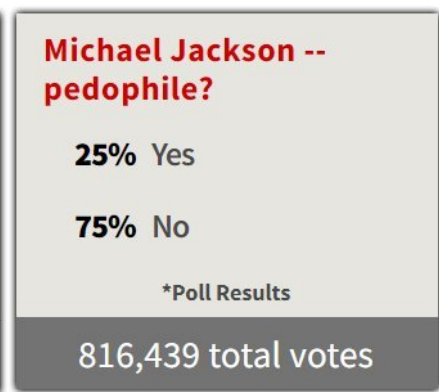 Michael Jackson --
pedophile?
25% Yes
75% No
*Poll Results
816,439 total votes